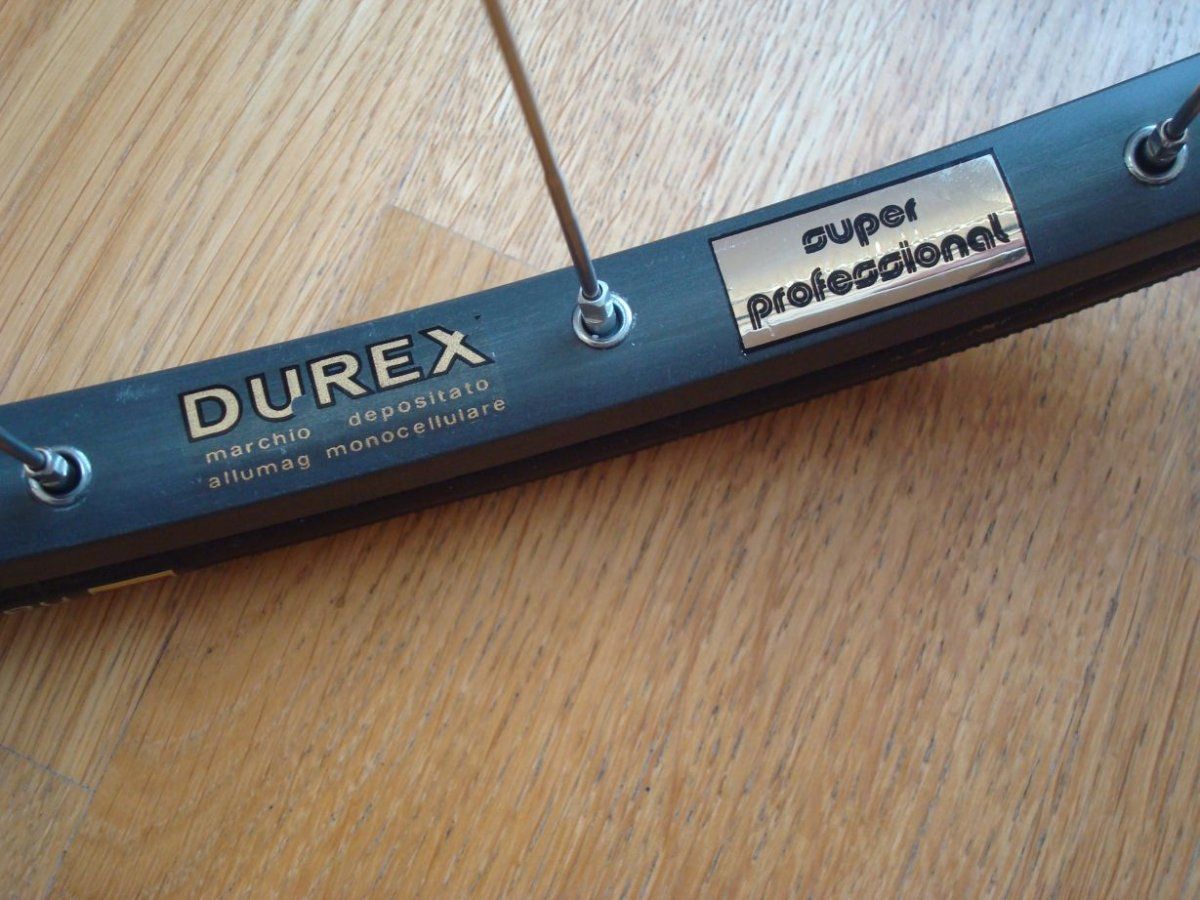 DUREX
marchio depositato
allumag monocellulare
super
professional